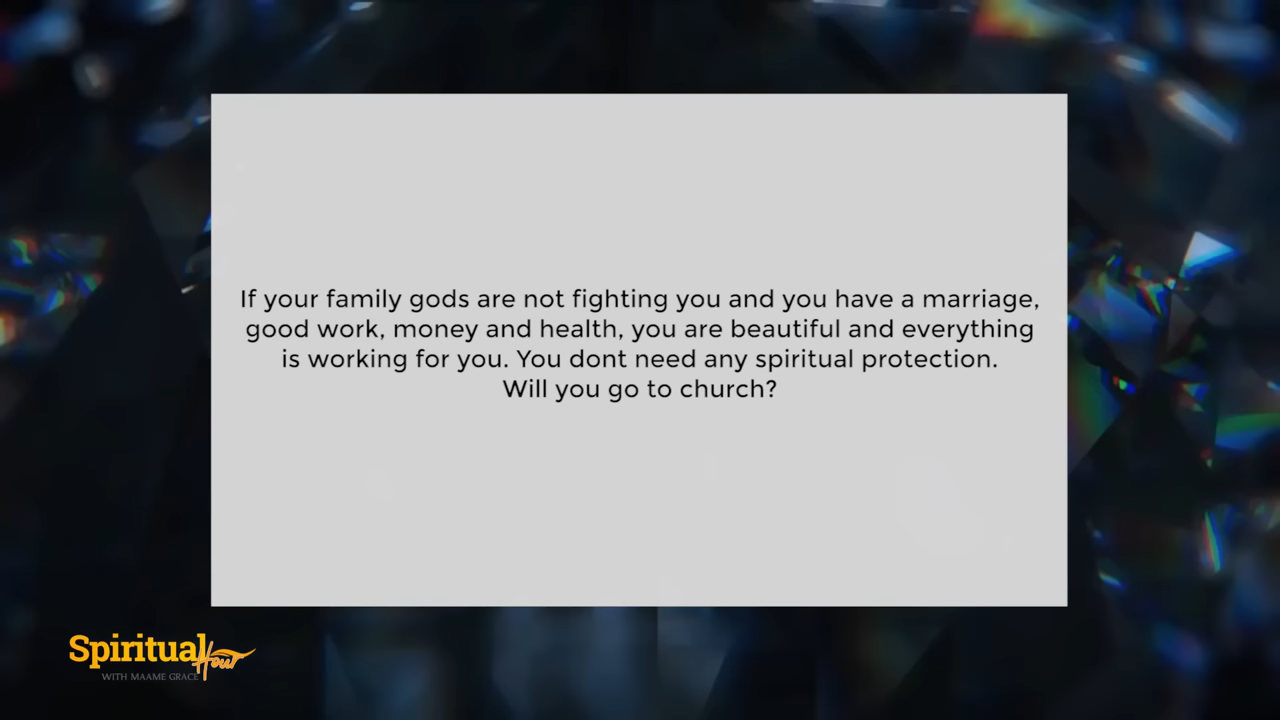 If your family gods are not fighting you and you have a marriage,
good work, money and health, you are beautiful and everything
is working for you. You dont need any spiritual protection.
Will you go to church?
Spiritual Hour
WITH MAAME GRACE